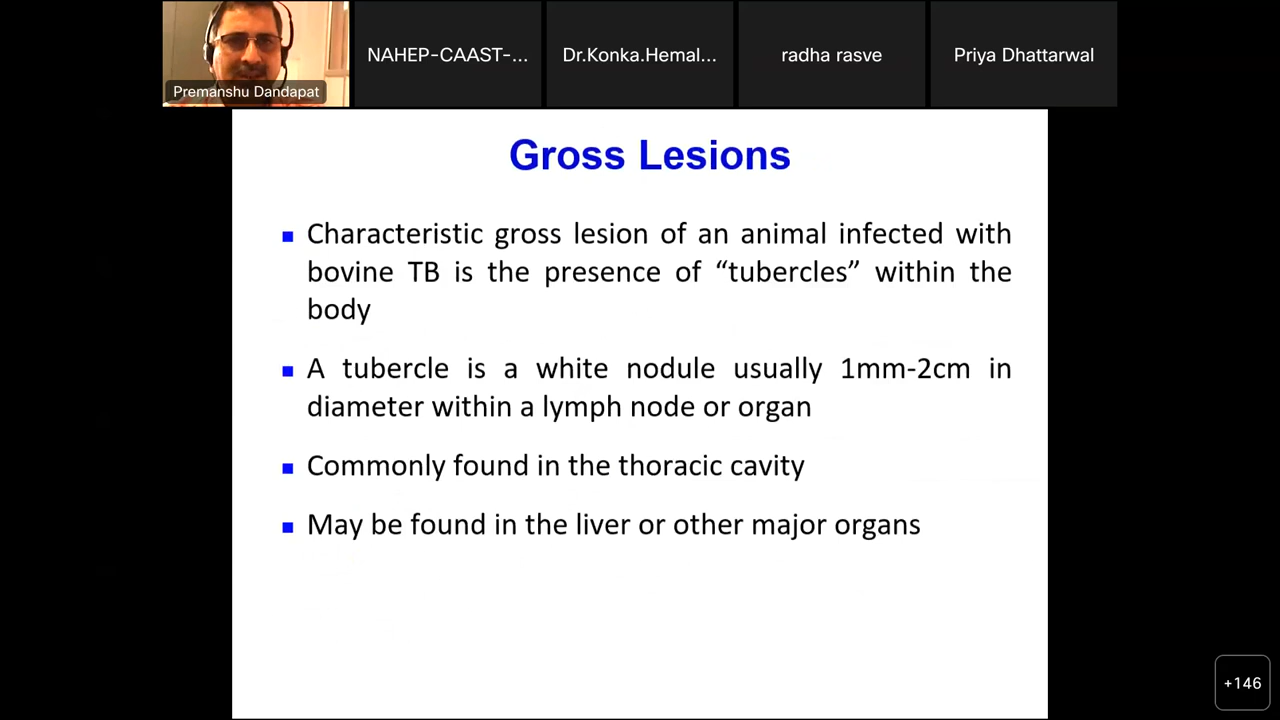 NAHEP-CAAST-...
Dr.Konka.Hemal...
radha rasve
Priya Dhattarwal
Premanshu Dandapat
Gross Lesions
▪ Characteristic gross lesion of an animal infected with
bovine TB is the presence of “tubercles” within the
body
▪ A tubercle is a white nodule usually 1mm-2cm in
diameter within a lymph node or organ
▪ Commonly found in the thoracic cavity
▪ May be found in the liver or other major organs
+146